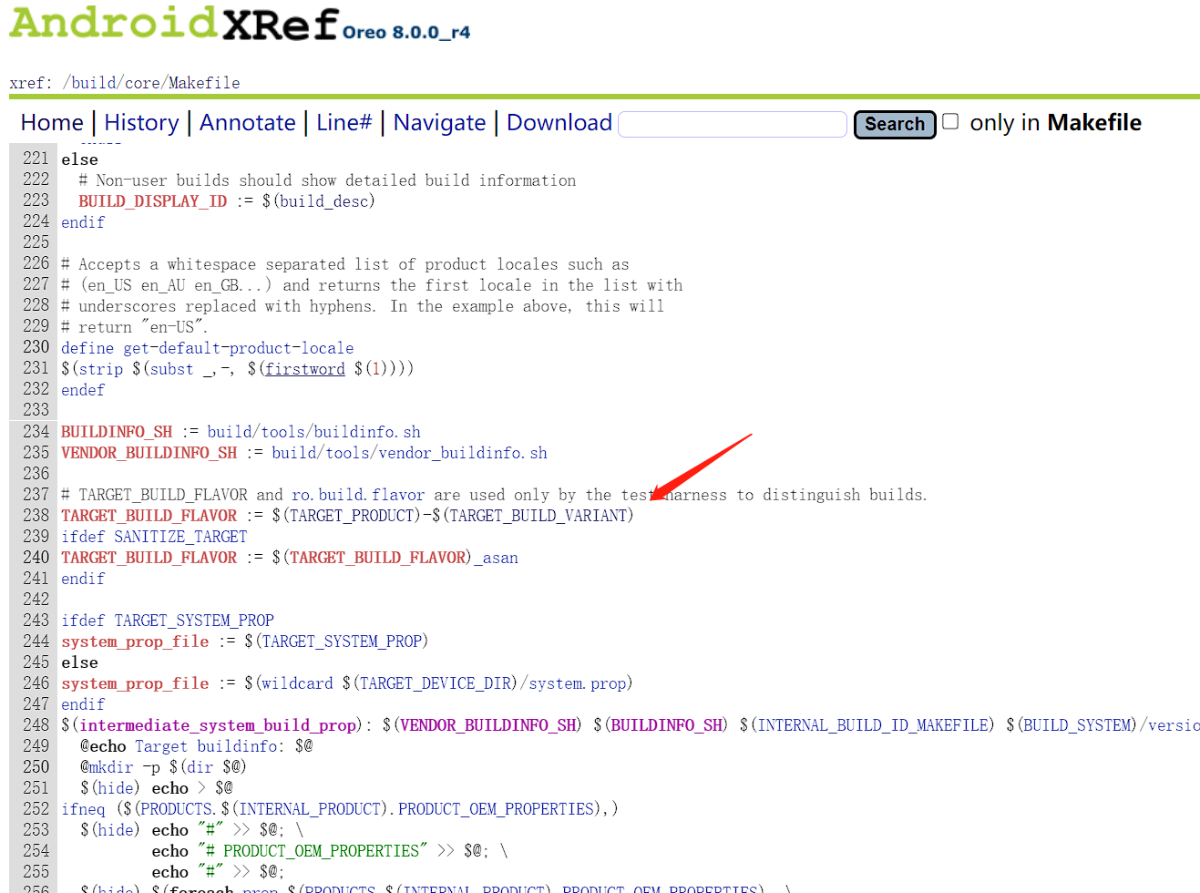 AndroidXRef Oreo 8.0.0_r4
xref: /build/core/Makefile
Home | History | Annotate | Line# | Navigate | Download Search only in Makefile
221 else
222 # Non-user builds should show detailed build information
223 BUILD_DISPLAY_ID := $(build_desc)
224 endif
225
226 # Accepts a whitespace separated list of product locales such as
227 # (en_US en_AU en_GB...) and returns the first locale in the list with
228 # underscores replaced with hyphens. In the example above, this will
229 # return "en-US".
230 define get-default-product-locale
231 $(strip $(subst _,-, $(firstword $(1))))
232 endef
233
234 BUILDINFO_SH := build/tools/buildinfo.sh
235 VENDOR_BUILDINFO_SH := build/tools/vendor_buildinfo.sh
236
237 # TARGET_BUILD_FLAVOR and ro.build.flavor are used only by the test harness to distinguish builds.
238 TARGET_BUILD_FLAVOR := $(TARGET_PRODUCT)-$(TARGET_BUILD_VARIANT)
239 ifdef SANITIZE_TARGET
240 TARGET_BUILD_FLAVOR := $(TARGET_BUILD_FLAVOR)_asan
241 endif
242
243 ifdef TARGET_SYSTEM_PROP
244 system_prop_file := $(TARGET_SYSTEM_PROP)
245 else
246 system_prop_file := $(wildcard $(TARGET_DEVICE_DIR)/system.prop)
247 endif
248 $(intermediate_system_build_prop): $(VENDOR_BUILDINFO_SH) $(BUILDINFO_SH) $(INTERNAL_BUILD_ID_MAKEFILE) $(BUILD_SYSTEM)/versio
249 @echo Target buildinfo: $@
250 @mkdir -p $(dir $@)
251 $(hide) echo > $@
252 ifneq ($(PRODUCTS.$(INTERNAL_PRODUCT).PRODUCT_OEM_PROPERTIES),)
253 $(hide) echo "#" >> $@; \
254 echo "# PRODUCT_OEM_PROPERTIES" >> $@; \
255 echo "#" >> $@;
256 $(hide) $(foreach prop,$(PRODUCTS.$(INTERNAL_PRODUCT).PRODUCT_OEM_PROPERTIES), \